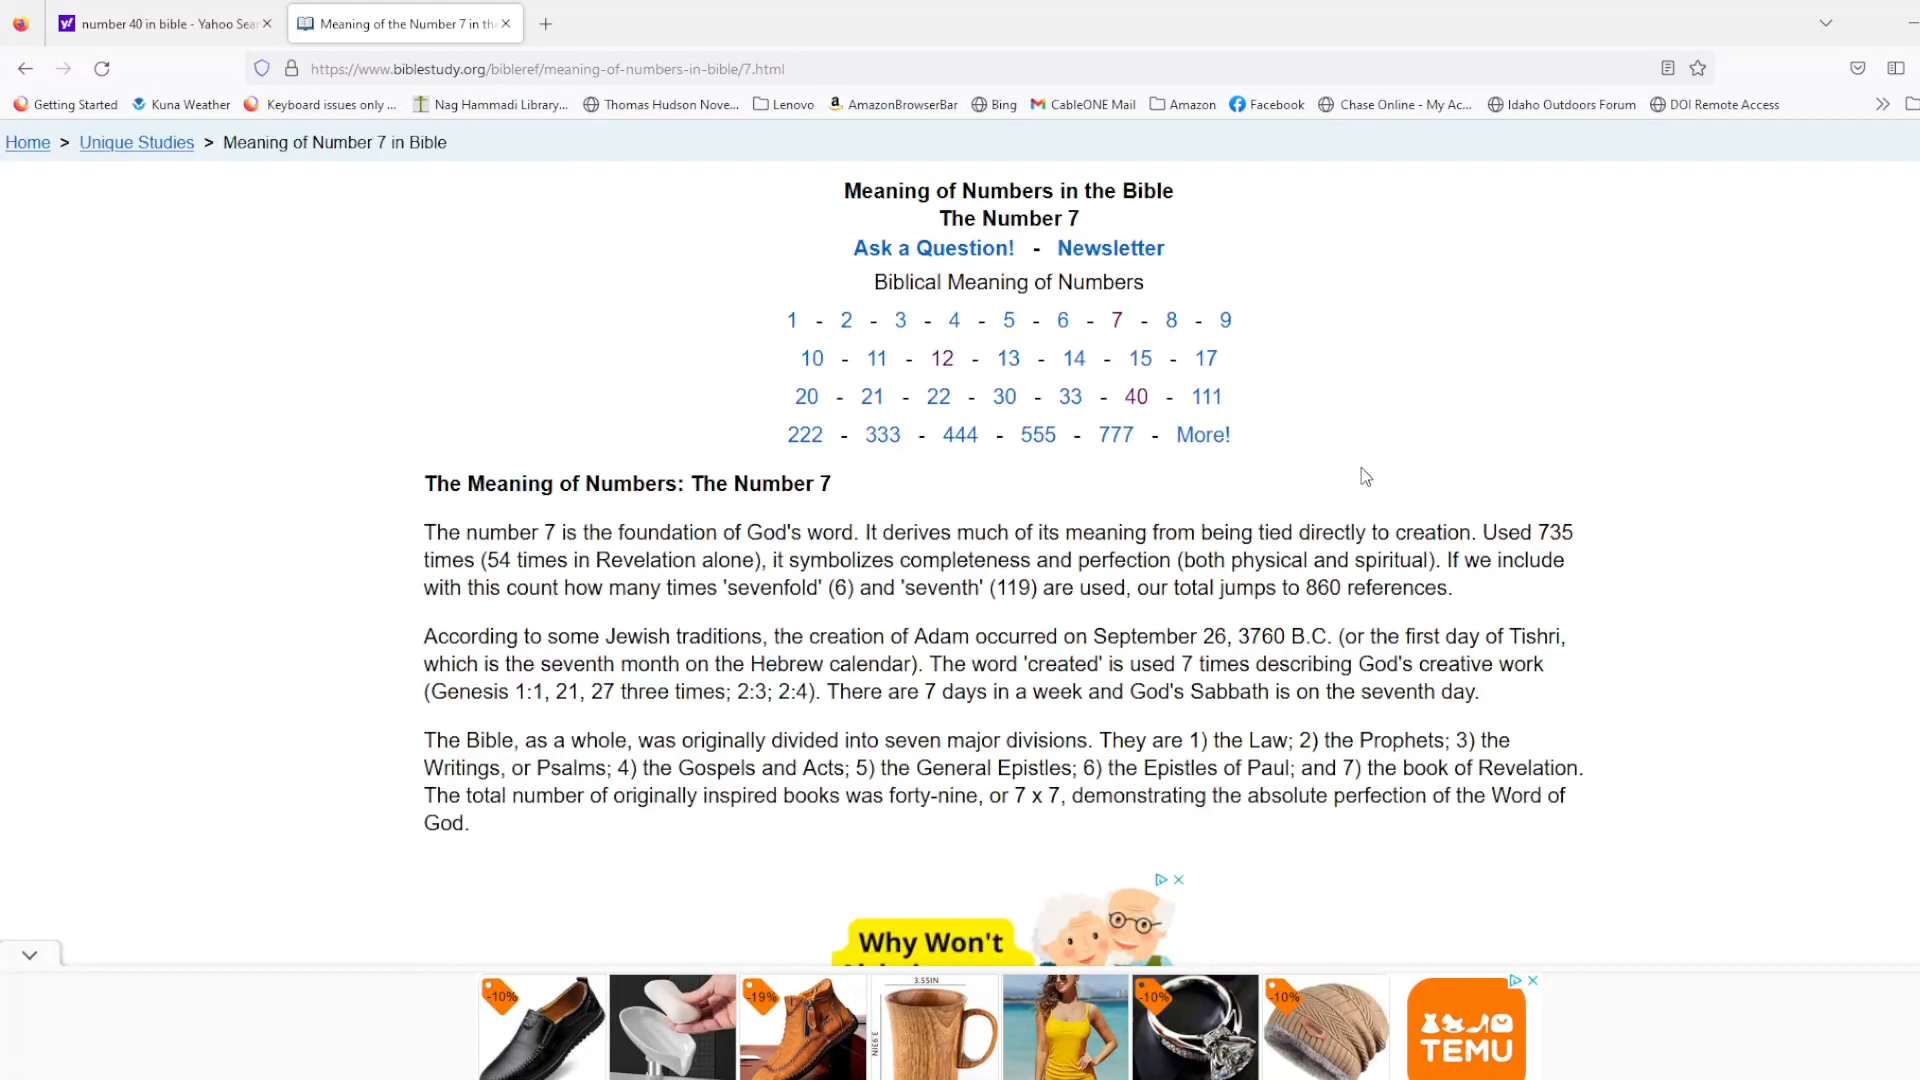 number 40 in bible - Yahoo Sea
Meaning of the Number 7 in th
https://www.biblestudy.org/bibleref/meaning-of-numbers-in-bible/7.html
Getting Started Kuna Weather Keyboard issues only ... Nag Hammadi Library... Thomas Hudson Nove... Lenovo AmazonBrowserBar Bing CableONE Mail Amazon Facebook Chase Online - My Ac... Idaho Outdoors Forum DOI Remote Access
Home > Unique Studies > Meaning of Number 7 in Bible
Meaning of Numbers in the Bible
The Number 7
Ask a Question! - Newsletter
Biblical Meaning of Numbers
1 - 2 - 3 - 4 - 5 - 6 - 7 - 8 - 9
10 - 11 - 12 - 13 - 14 - 15 - 17
20 - 21 - 22 - 30 - 33 - 40 - 111
222 - 333 - 444 - 555 - 777 - More!
The Meaning of Numbers: The Number 7
The number 7 is the foundation of God's word. It derives much of its meaning from being tied directly to creation. Used 735
times (54 times in Revelation alone), it symbolizes completeness and perfection (both physical and spiritual). If we include
with this count how many times 'sevenfold' (6) and 'seventh' (119) are used, our total jumps to 860 references.
According to some Jewish traditions, the creation of Adam occurred on September 26, 3760 B.C. (or the first day of Tishri,
which is the seventh month on the Hebrew calendar). The word 'created' is used 7 times describing God's creative work
(Genesis 1:1, 21, 27 three times; 2:3; 2:4). There are 7 days in a week and God's Sabbath is on the seventh day.
The Bible, as a whole, was originally divided into seven major divisions. They are 1) the Law; 2) the Prophets; 3) the
Writings, or Psalms; 4) the Gospels and Acts; 5) the General Epistles; 6) the Epistles of Paul; and 7) the book of Revelation.
The total number of originally inspired books was forty-nine, or 7 x 7, demonstrating the absolute perfection of the Word of
God.
Why Won't
-10%
-19%
3.55IN
3.93IN
-10%
-10%
TEMU